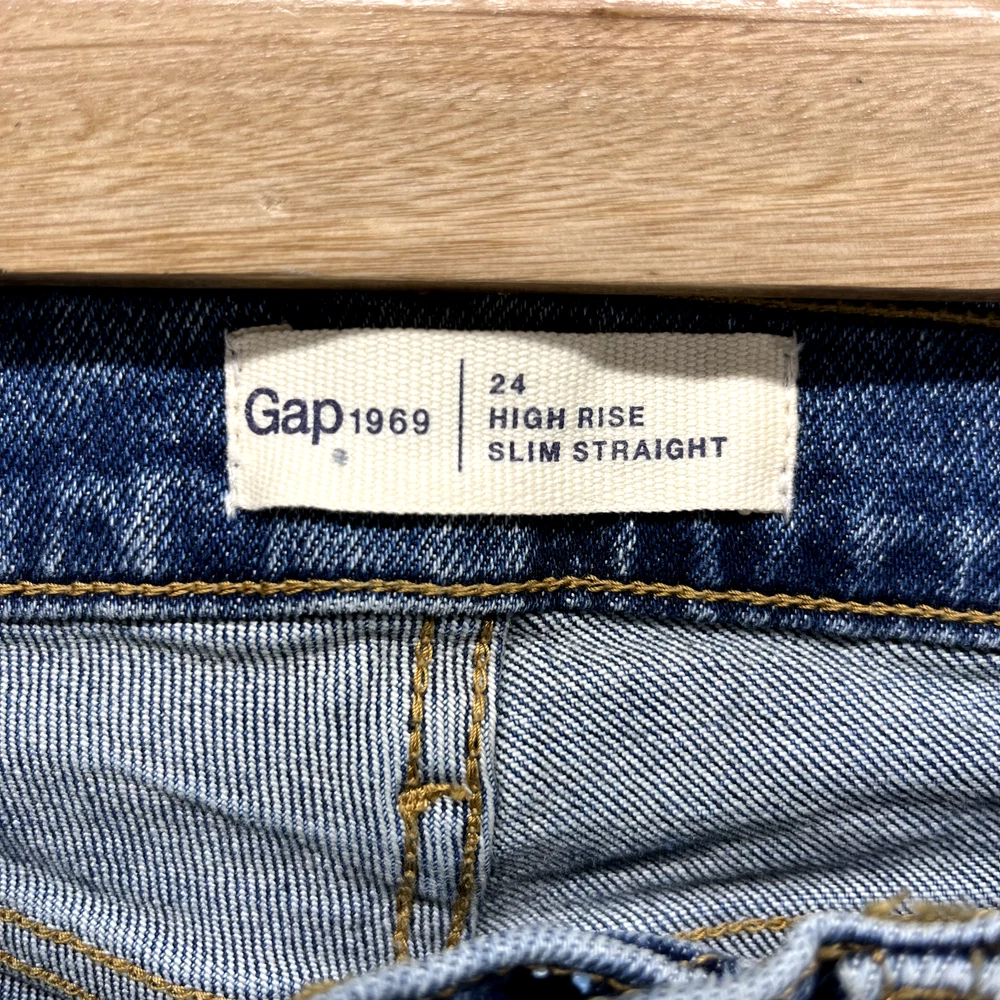 Gap 1969
24
HIGH RISE
SLIM STRAIGHT